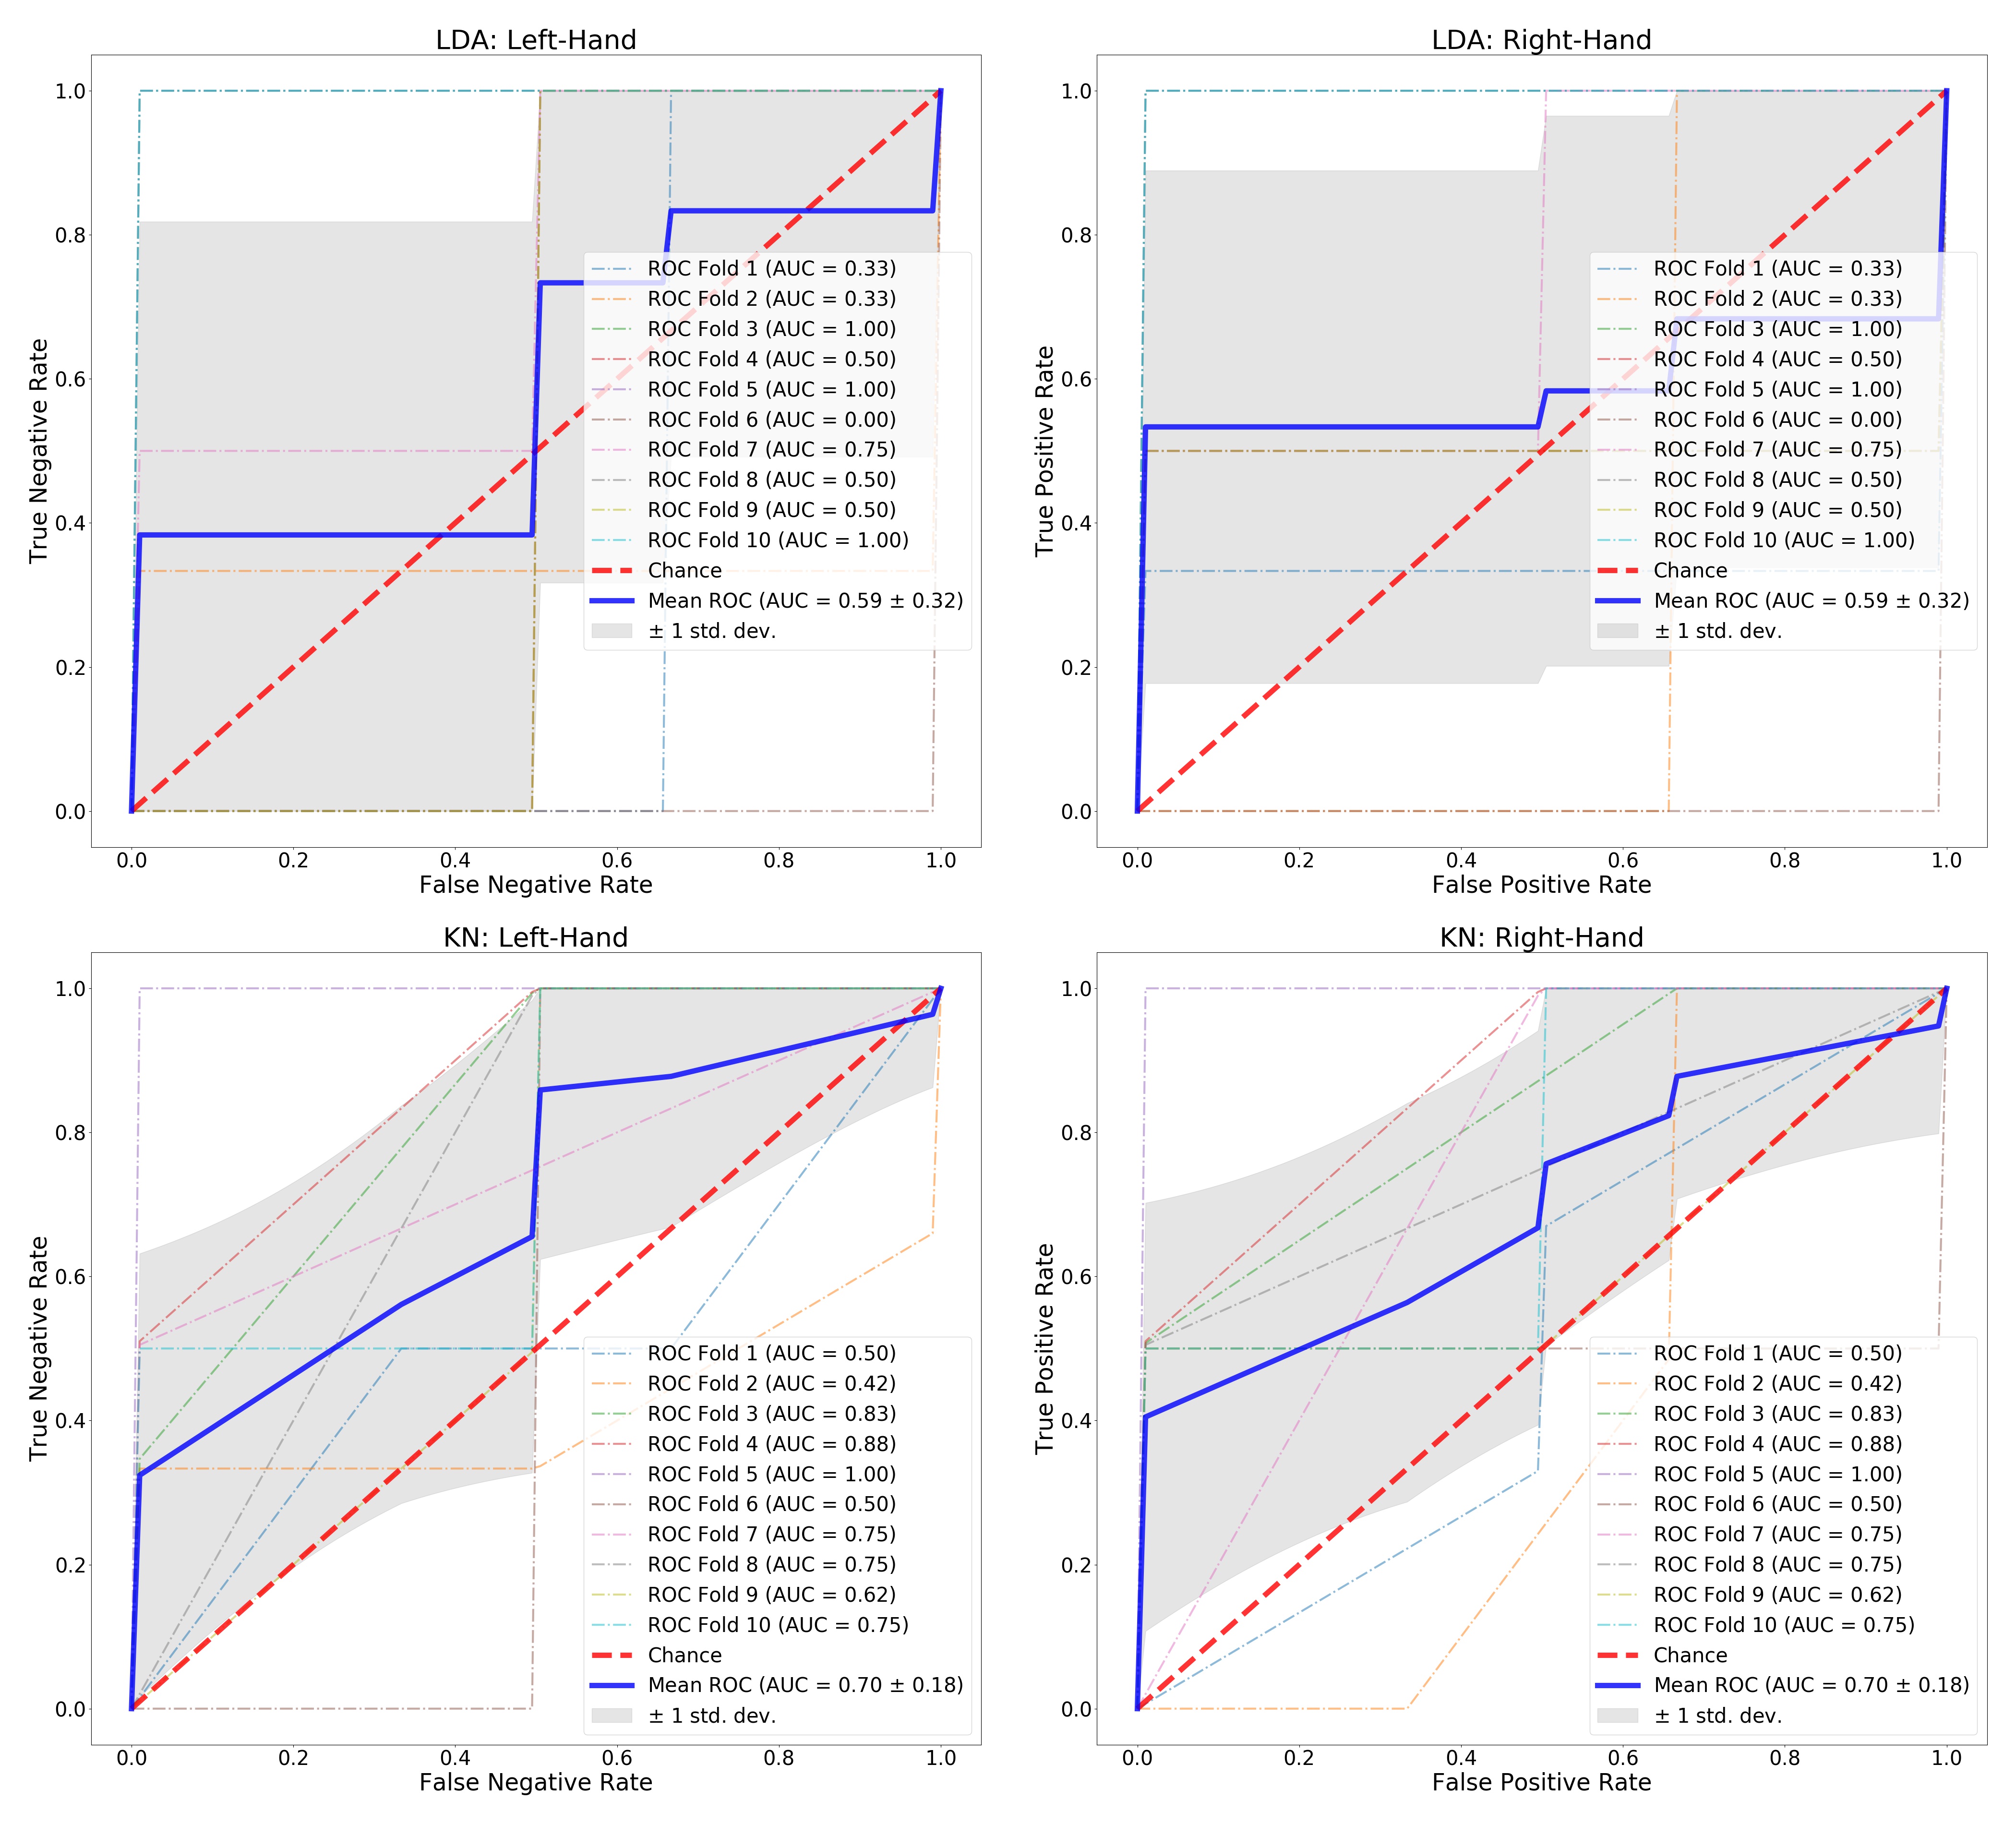 LDA: Left-Hand
True Negative Rate
1.0
0.8
0.6
0.4
0.2
0.0
ROC Fold 1 (AUC = 0.33)
ROC Fold 2 (AUC = 0.33)
ROC Fold 3 (AUC = 1.00)
ROC Fold 4 (AUC = 0.50)
ROC Fold 5 (AUC = 1.00)
ROC Fold 6 (AUC = 0.00)
ROC Fold 7 (AUC = 0.75)
ROC Fold 8 (AUC = 0.50)
ROC Fold 9 (AUC = 0.50)
ROC Fold 10 (AUC = 1.00)
Chance
Mean ROC (AUC = 0.59 ± 0.32)
± 1 std. dev.
0.0 0.2 0.4 0.6 0.8 1.0
False Negative Rate
LDA: Right-Hand
True Positive Rate
1.0
0.8
0.6
0.4
0.2
0.0
ROC Fold 1 (AUC = 0.33)
ROC Fold 2 (AUC = 0.33)
ROC Fold 3 (AUC = 1.00)
ROC Fold 4 (AUC = 0.50)
ROC Fold 5 (AUC = 1.00)
ROC Fold 6 (AUC = 0.00)
ROC Fold 7 (AUC = 0.75)
ROC Fold 8 (AUC = 0.50)
ROC Fold 9 (AUC = 0.50)
ROC Fold 10 (AUC = 1.00)
Chance
Mean ROC (AUC = 0.59 ± 0.32)
± 1 std. dev.
0.0 0.2 0.4 0.6 0.8 1.0
False Positive Rate
KN: Left-Hand
True Negative Rate
1.0
0.8
0.6
0.4
0.2
0.0
ROC Fold 1 (AUC = 0.50)
ROC Fold 2 (AUC = 0.42)
ROC Fold 3 (AUC = 0.83)
ROC Fold 4 (AUC = 0.88)
ROC Fold 5 (AUC = 1.00)
ROC Fold 6 (AUC = 0.50)
ROC Fold 7 (AUC = 0.75)
ROC Fold 8 (AUC = 0.75)
ROC Fold 9 (AUC = 0.62)
ROC Fold 10 (AUC = 0.75)
Chance
Mean ROC (AUC = 0.70 ± 0.18)
± 1 std. dev.
0.0 0.2 0.4 0.6 0.8 1.0
False Negative Rate
KN: Right-Hand
True Positive Rate
1.0
0.8
0.6
0.4
0.2
0.0
ROC Fold 1 (AUC = 0.50)
ROC Fold 2 (AUC = 0.42)
ROC Fold 3 (AUC = 0.83)
ROC Fold 4 (AUC = 0.88)
ROC Fold 5 (AUC = 1.00)
ROC Fold 6 (AUC = 0.50)
ROC Fold 7 (AUC = 0.75)
ROC Fold 8 (AUC = 0.75)
ROC Fold 9 (AUC = 0.62)
ROC Fold 10 (AUC = 0.75)
Chance
Mean ROC (AUC = 0.70 ± 0.18)
± 1 std. dev.
0.0 0.2 0.4 0.6 0.8 1.0
False Positive Rate